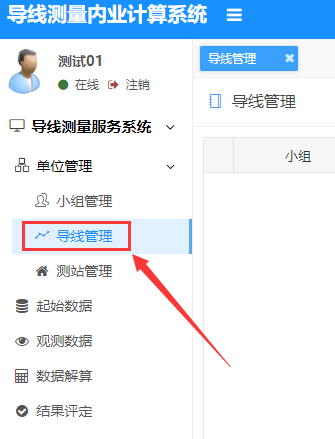 导线测量内业计算系统
测试01
在线 注销
导线测量服务系统
单位管理
小组管理
导线管理
测站管理
起始数据
观测数据
数据解算
结果评定
导线管理
导线管理
小组